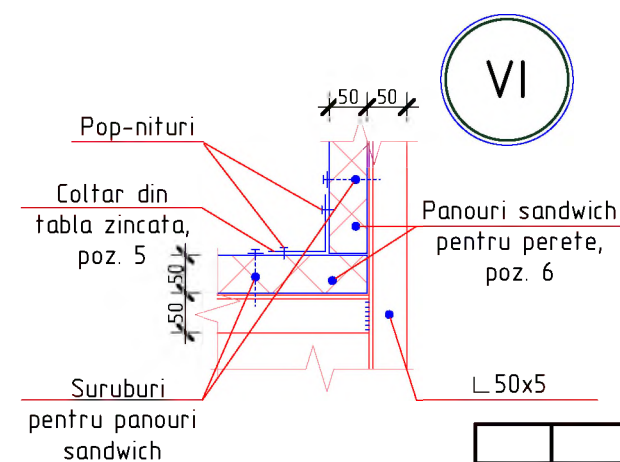 VI
50 50
Pop-nituri
Coltar din
tabla zincata,
poz. 5
Panouri sandwich
pentru perete,
poz. 6
50
50
Suruburi
pentru panouri
sandwich
∟50x5